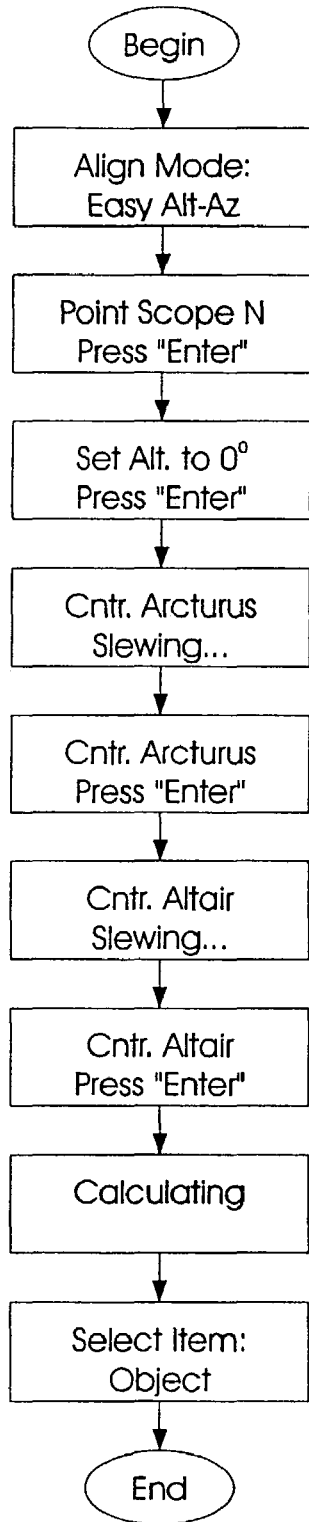 Begin
Align Mode:
Easy Alt-Az
Point Scope N
Press "Enter"
Set Alt. to 0°
Press "Enter"
Cntr. Arcturus
Slewing...
Cntr. Arcturus
Press "Enter"
Cntr. Altair
Slewing...
Cntr. Altair
Press "Enter"
Calculating
Select Item:
Object
End